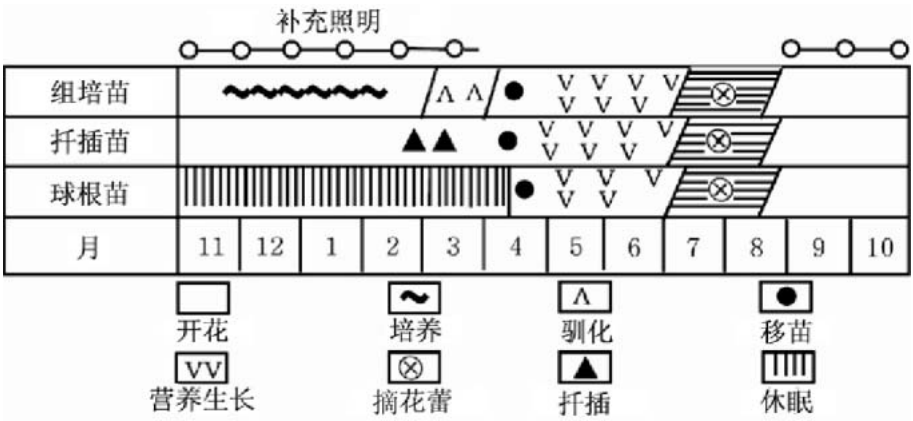 补充照明
组培苗
扦插苗
球根苗
月 11 12 1 2 3 4 5 6 7 8 9 10
开花 培养 驯化 移苗
营养生长 摘花蕾 扦插 休眠